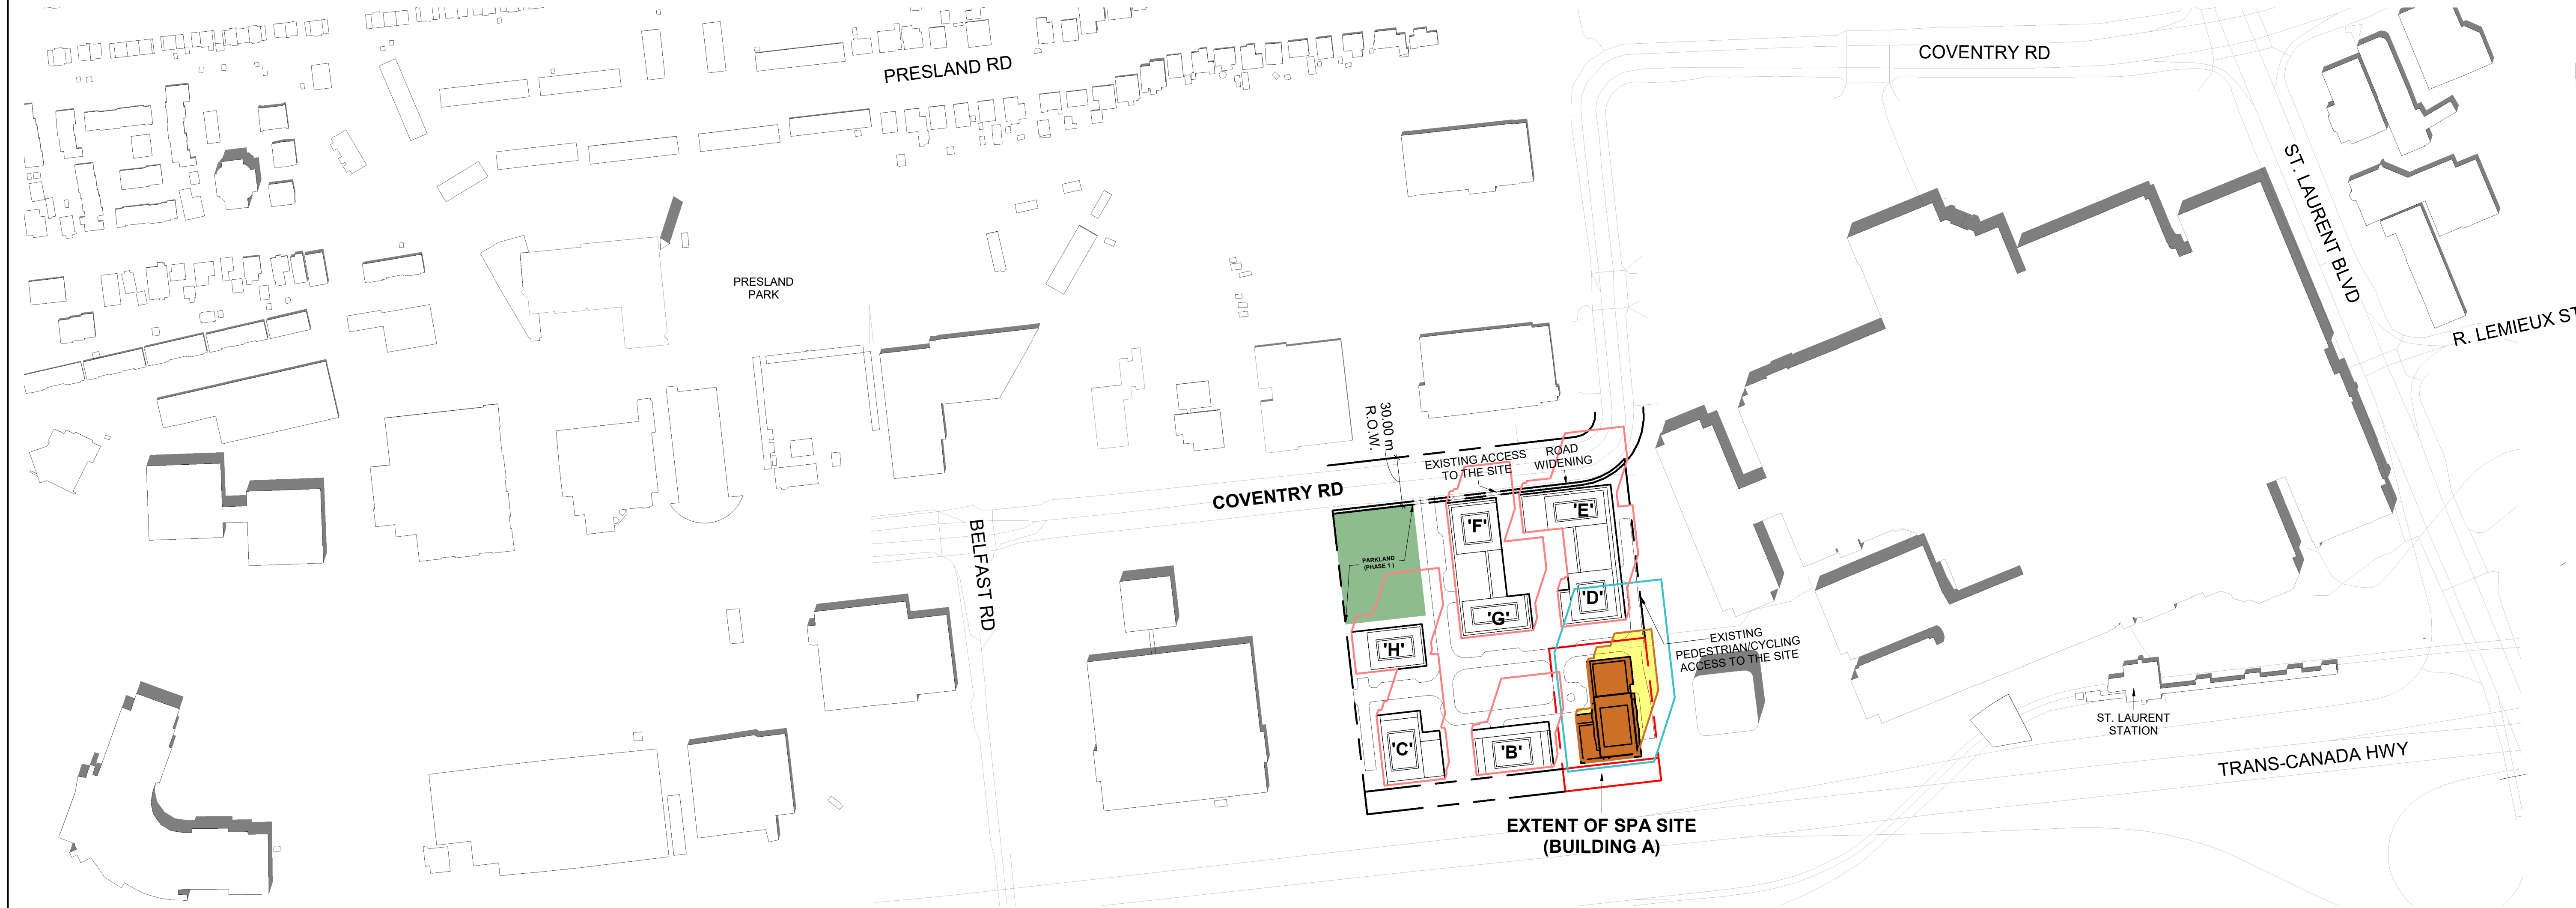 PRESLAND RD
COVENTRY RD
ST. LAURENT BLVD
R. LEMIEUX ST
PRESLAND
PARK
30.00 m
R.O.W.
EXISTING ACCESS
TO THE SITE
ROAD
WIDENING
COVENTRY RD
BELFAST RD
'F'
'E'
PARKLAND
(PHASE 1 )
'D'
'G'
'H'
EXISTING
PEDESTRIAN/CYCLING
ACCESS TO THE SITE
'C'
'B'
ST. LAURENT
STATION
TRANS-CANADA HWY
EXTENT OF SPA SITE
(BUILDING A)